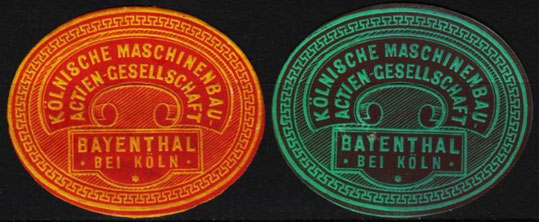 KÖLNISCHE MASCHINENBAU-
ACTIEN-GESELLSCHAFT
BAYENTHAL
· BEI KÖLN ·
KÖLNISCHE MASCHINENBAU-
ACTIEN-GESELLSCHAFT
BAYENTHAL
· BEI KÖLN ·